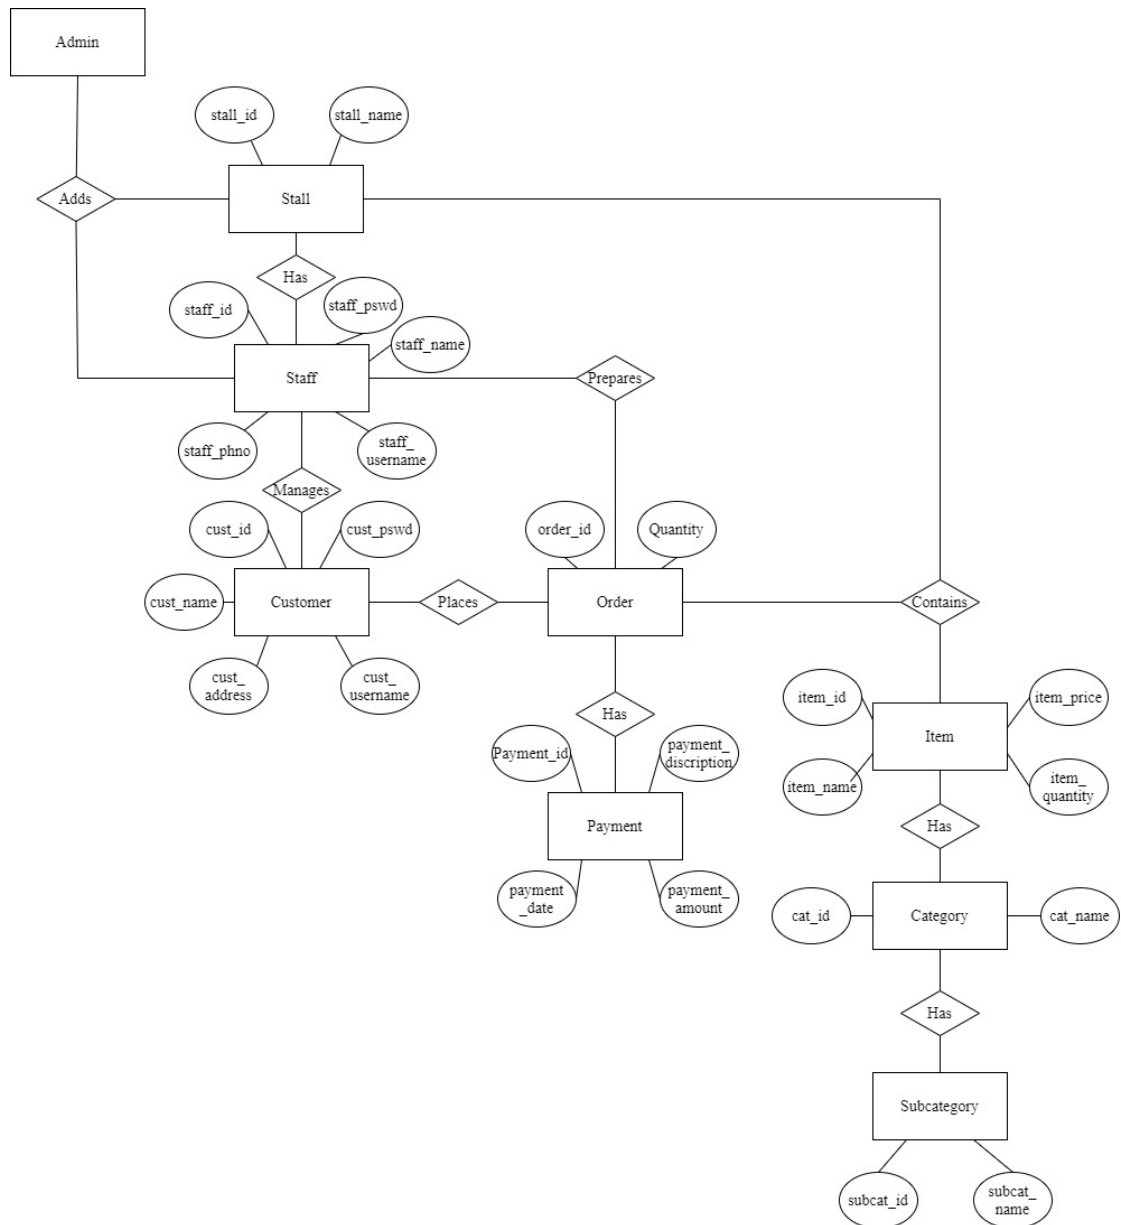 Admin
stall_id
stall_name
Adds
Stall
Has
staff_id
staff_pswd
staff_name
Staff
Prepares
staff_phno
staff_
username
Manages
cust_id
cust_pswd
order_id
Quantity
cust_name
Customer
Places
Order
Contains
cust_
address
cust_
username
item_id
item_price
Has
Item
Payment_id
payment_
discription
item_name
item_
quantity
Payment
Has
payment
_date
payment_
amount
cat_id
Category
cat_name
Has
Subcategory
subcat_id
subcat_
name